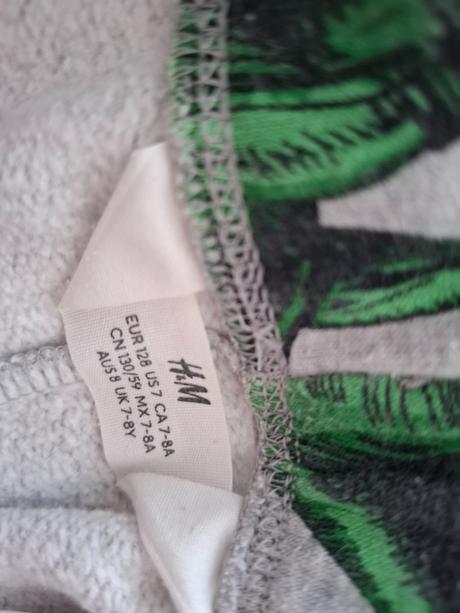 H&M
EUR 128 US 7 CA 7-8A
CN 130/59 MX 7-8A
AUS 8 UK 7-8Y